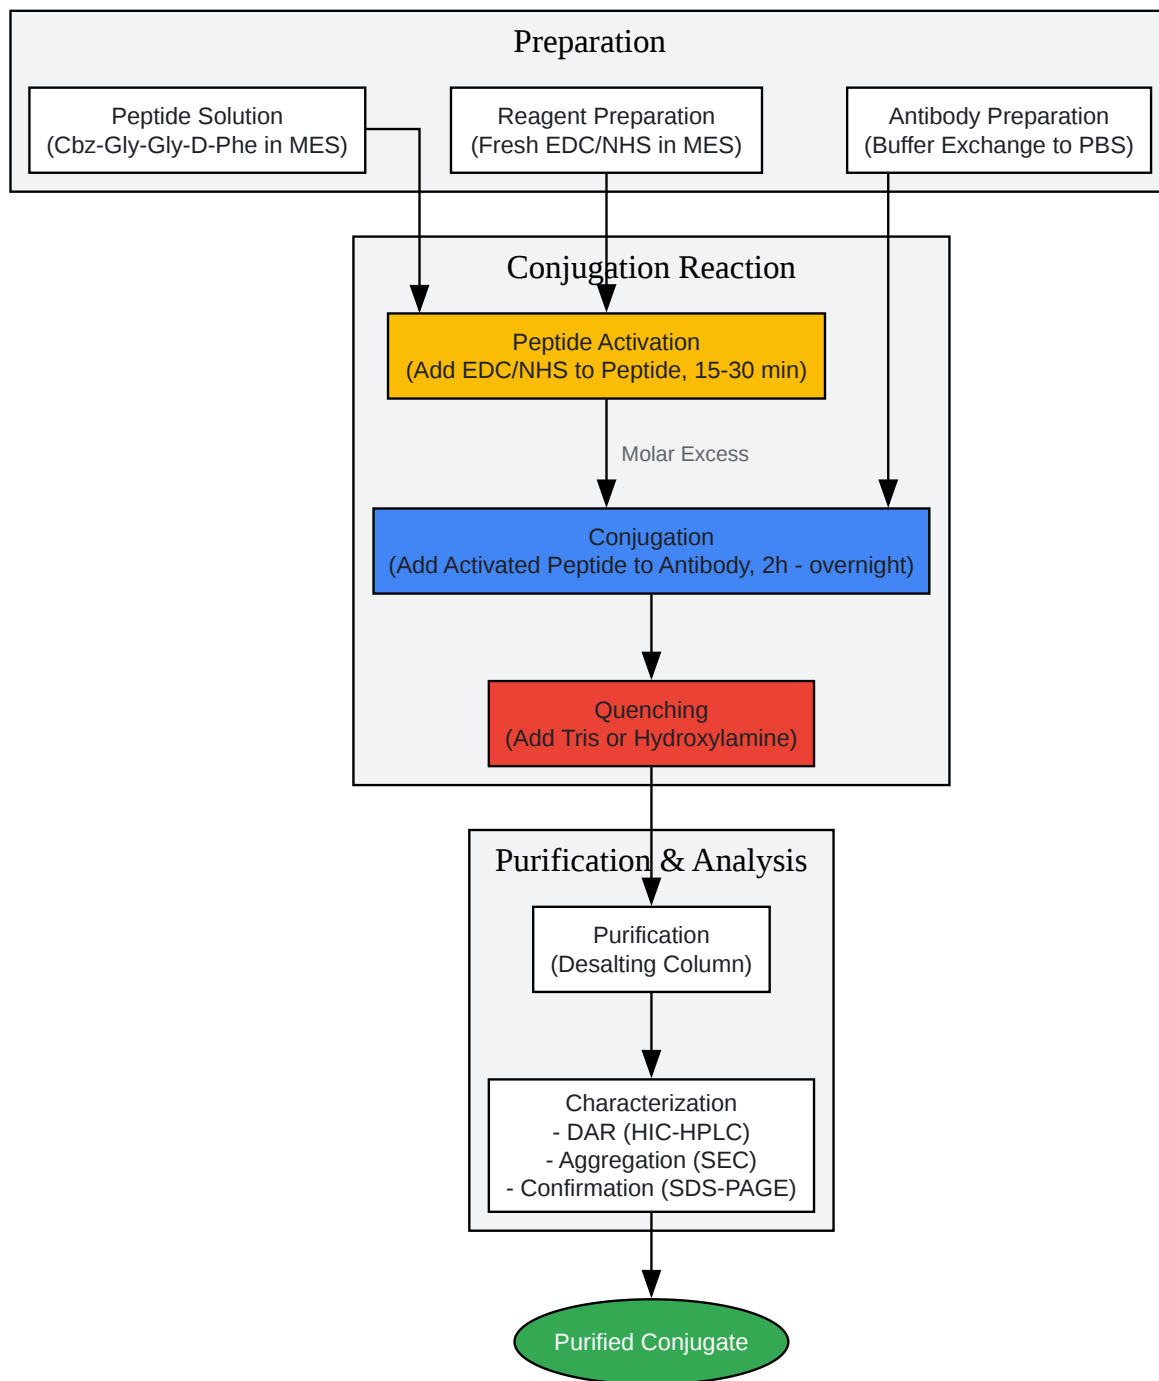 Preparation
Peptide Solution
(Cbz-Gly-Gly-D-Phe in MES)
Reagent Preparation
(Fresh EDC/NHS in MES)
Antibody Preparation
(Buffer Exchange to PBS)
Conjugation Reaction
Peptide Activation
(Add EDC/NHS to Peptide, 15-30 min)
Molar Excess
Conjugation
(Add Activated Peptide to Antibody, 2h - overnight)
Quenching
(Add Tris or Hydroxylamine)
Purification & Analysis
Purification
(Desalting Column)
Characterization
- DAR (HIC-HPLC)
- Aggregation (SEC)
- Confirmation (SDS-PAGE)
Purified Conjugate